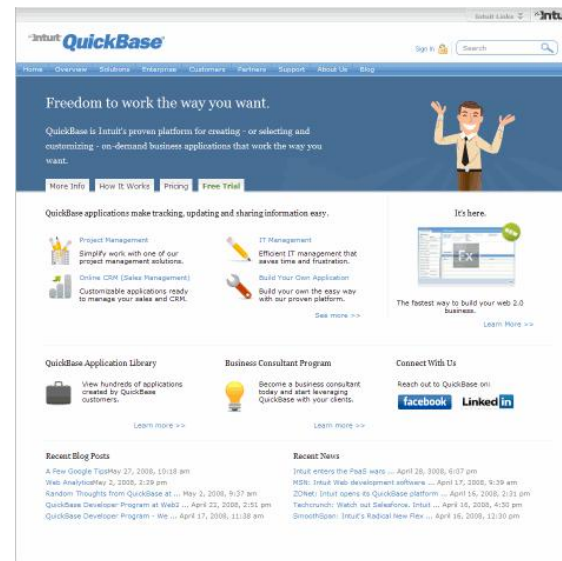 Intuit Links
Intuit QuickBase
Sign In
Search
Home Overview Solutions Enterprise Customers Partners Support About Us Blog
Freedom to work the way you want.
QuickBase is Intuit's proven platform for creating - or selecting and
customizing - on-demand business applications that work the way you
want.
More Info How It Works Pricing Free Trial
QuickBase applications make tracking, updating and sharing information easy.
Project Management
Simplify work with one of our
project management solutions.
Online CRM (Sales Management)
Customizable applications ready
to manage your sales and CRM.
IT Management
Efficient IT management that
saves time and frustration.
Build Your Own Application
Build your own the easy way
with our proven platform.
See more >>
It's here.
NEW
Fx
The fastest way to build your web 2.0
business.
Learn More >>
QuickBase Application Library
View hundreds of applications
created by QuickBase
customers.
Learn more >>
Business Consultant Program
Become a business consultant
today and start leveraging
QuickBase with your clients.
Learn more >>
Connect With Us
Reach out to QuickBase on:
facebook LinkedIn
Recent Blog Posts
A Few Google TipsMay 27, 2008, 10:18 am
Web AnalyticsMay 2, 2008, 2:39 pm
Random Thoughts from QuickBase at ... May 2, 2008, 9:37 am
QuickBase Developer Program at Web2 ... April 22, 2008, 2:51 pm
QuickBase Developer Program - We ... April 17, 2008, 11:38 am
Recent News
Intuit enters the PaaS wars ... April 28, 3008, 6:07 pm
MSN: Intuit Web development software ... April 17, 2008, 9:39 am
ZDNet: Intuit opens its QuickBase platform ... April 16, 2008, 2:31 pm
Techcrunch: Watch out Salesforce. Intuit ... April 16, 2008, 4:50 pm
SmoothSpan: Intuit's Radical New Flex ... April 16, 2008, 12:30 pm